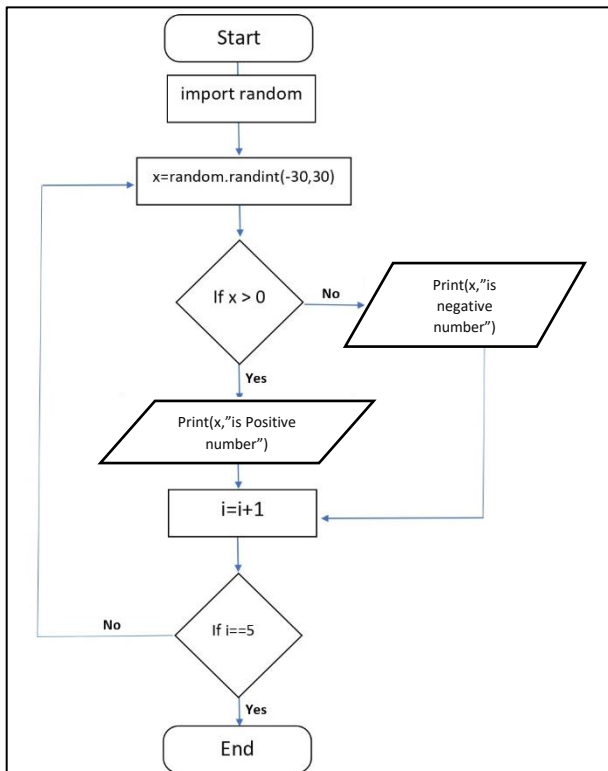 Start
import random
x=random.randint(-30,30)
If x > 0
No
Print(x,”is
negative
number”)
Yes
Print(x,”is Positive
number”)
i=i+1
If i==5
No
Yes
End